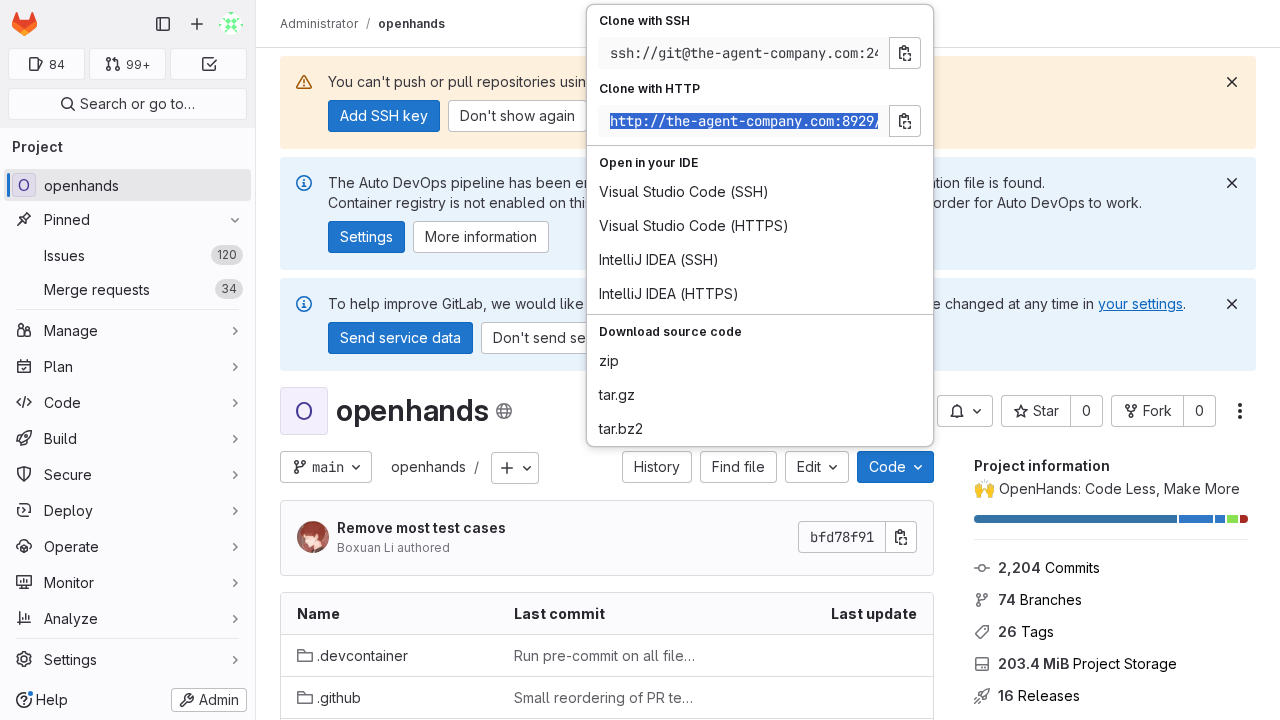 84
99+
Search or go to…
Project
O openhands
Pinned
Issues 120
Merge requests 34
Manage
Plan
Code
Build
Secure
Deploy
Operate
Monitor
Analyze
Settings
Help
Admin
Administrator / openhands
You can't push or pull repositories usin
Add SSH key
Don't show again
The Auto DevOps pipeline has been en
ation file is found.
Container registry is not enabled on thi
order for Auto DevOps to work.
Settings
More information
To help improve GitLab, we would like
e changed at any time in your settings.
Send service data
Don't send se
Clone with SSH
ssh://git@the-agent-company.com:24
Clone with HTTP
http://the-agent-company.com:8929/
Open in your IDE
Visual Studio Code (SSH)
Visual Studio Code (HTTPS)
IntelliJ IDEA (SSH)
IntelliJ IDEA (HTTPS)
Download source code
zip
tar.gz
tar.bz2
O openhands
Star 0
Fork 0
main
openhands /
History
Find file
Edit
Code
Remove most test cases
Boxuan Li authored
bfd78f91
Name Last commit Last update
.devcontainer Run pre-commit on all file…
.github Small reordering of PR te…
Project information
🙌 OpenHands: Code Less, Make More
2,204 Commits
74 Branches
26 Tags
203.4 MiB Project Storage
16 Releases